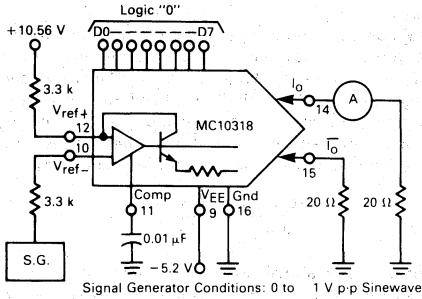 Logic "0"
+10.56 V
D0 D7
3.3 k
Vref+
12
10
Vref−
MC10318
IO
14
A
IO
15
3.3 k
Comp
11
VEE
9
Gnd
16
20 Ω
20 Ω
0.01 µF
S.G.
−5.2 V
Signal Generator Conditions: 0 to 1 V p-p Sinewave